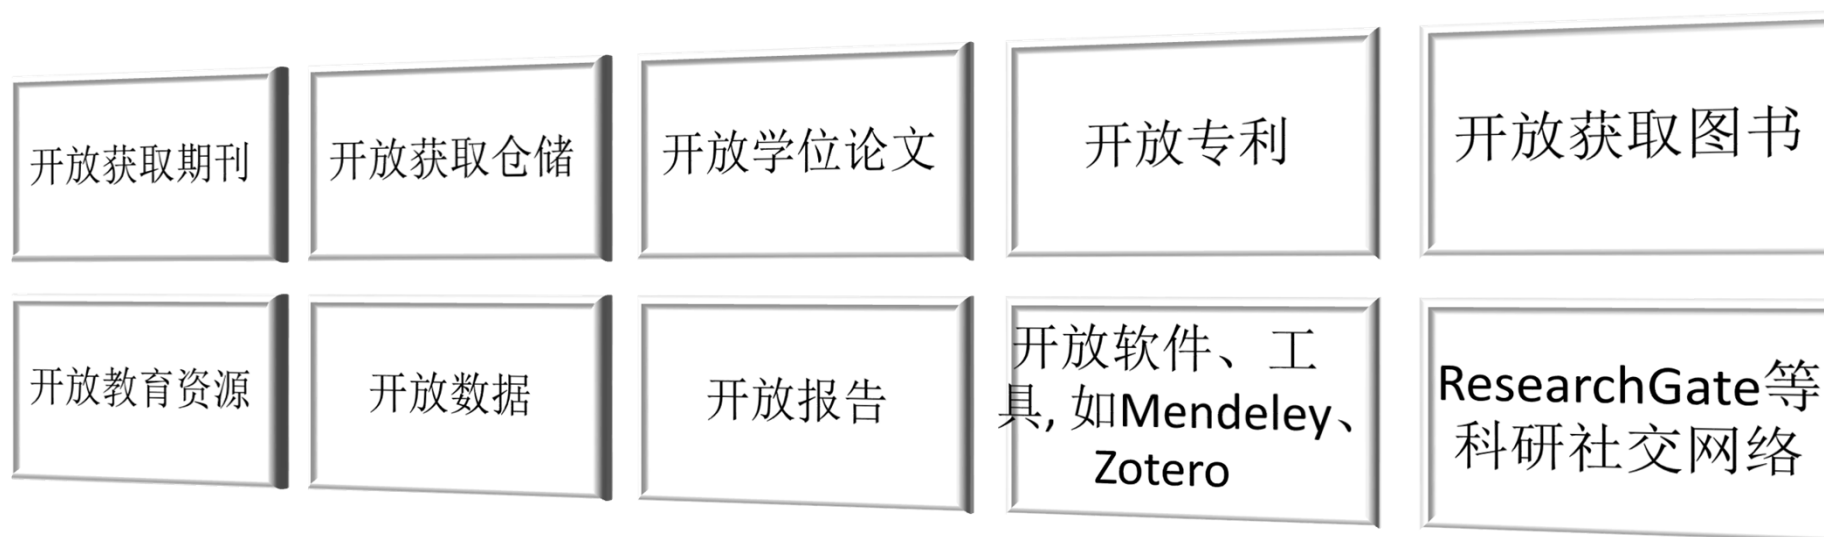 开放获取期刊
开放获取仓储
开放学位论文
开放专利
开放获取图书
开放教育资源
开放数据
开放报告
开放软件、工
具, 如Mendeley、
Zotero
ResearchGate等
科研社交网络